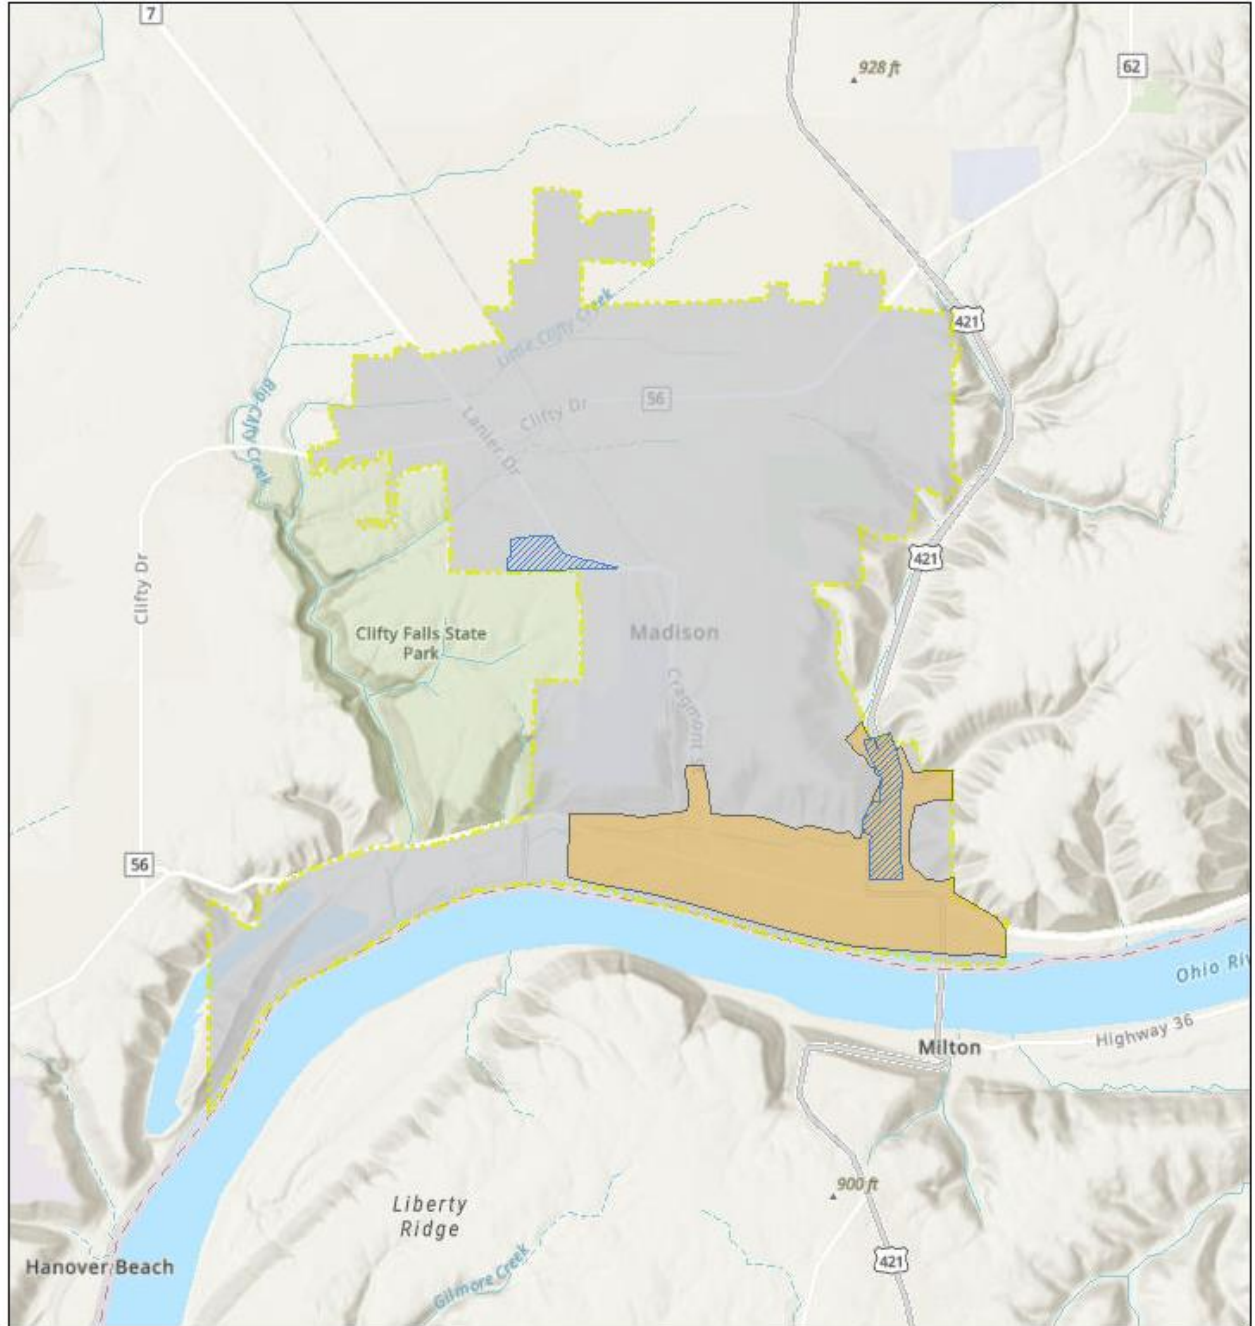 7
928 ft
62
421
Little Clifty Creek
Big Clifty Creek
56
Clifty Dr
Lanier Dr
421
Clifty Dr
Clifty Falls State
Park
Madison
Cragmont
56
Ohio Riv
Highway 36
Milton
900 ft
Liberty
Ridge
421
Hanover Beach
Gilmore Creek